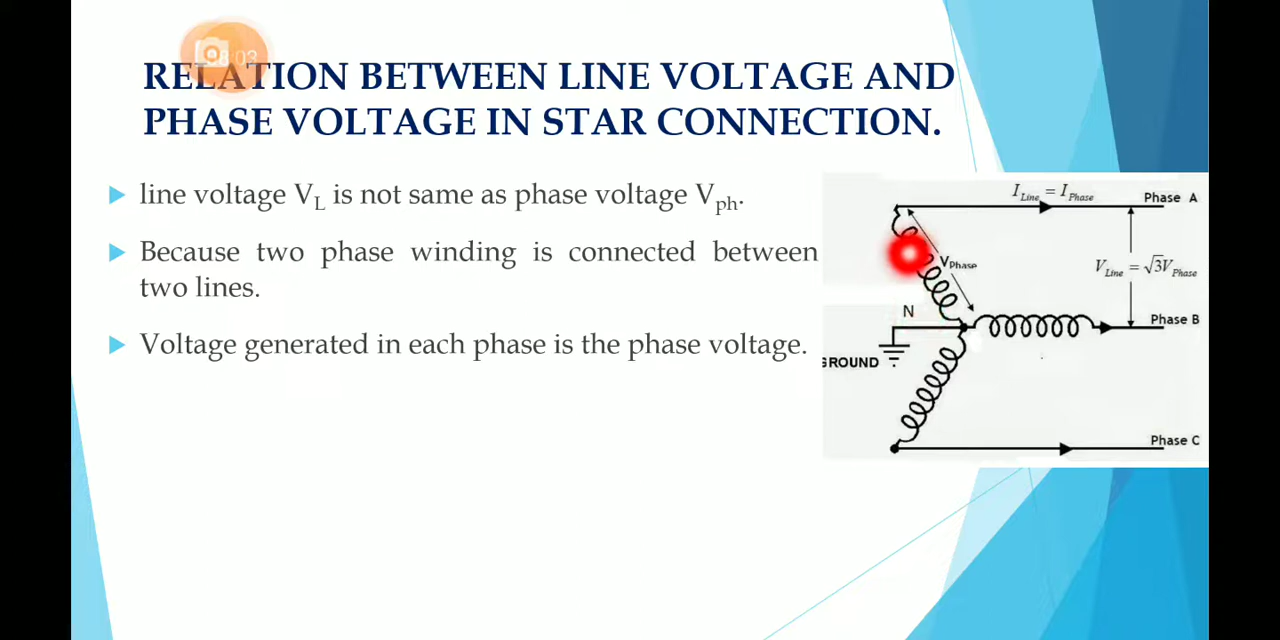 RELATION BETWEEN LINE VOLTAGE AND
PHASE VOLTAGE IN STAR CONNECTION.
line voltage V_L is not same as phase voltage V_ph.
Because two phase winding is connected between
two lines.
Voltage generated in each phase is the phase voltage.
I_Line = I_Phase
Phase A
V_Phase
V_Line = √3V_Phase
N
Phase B
GROUND
Phase C